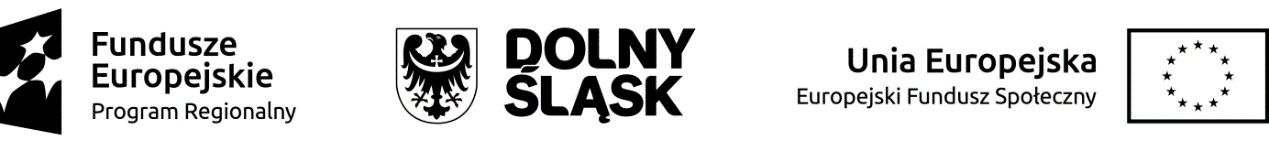 Fundusze
Europejskie
Program Regionalny
DOLNY
ŚLĄSK
Unia Europejska
Europejski Fundusz Społeczny